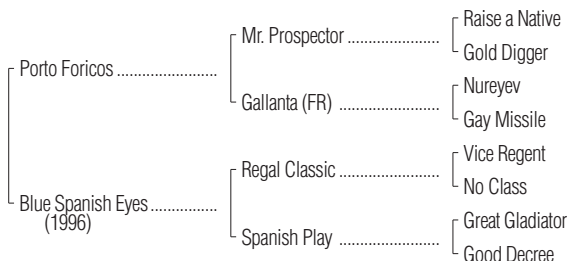 Raise a Native
Mr. Prospector ......................
Gold Digger
Porto Foricos ........................
Nureyev
Gallanta (FR) ........................
Gay Missile
Vice Regent
Regal Classic ........................
No Class
Blue Spanish Eyes ................
(1996)
Great Gladiator
Spanish Play ........................
Good Decree